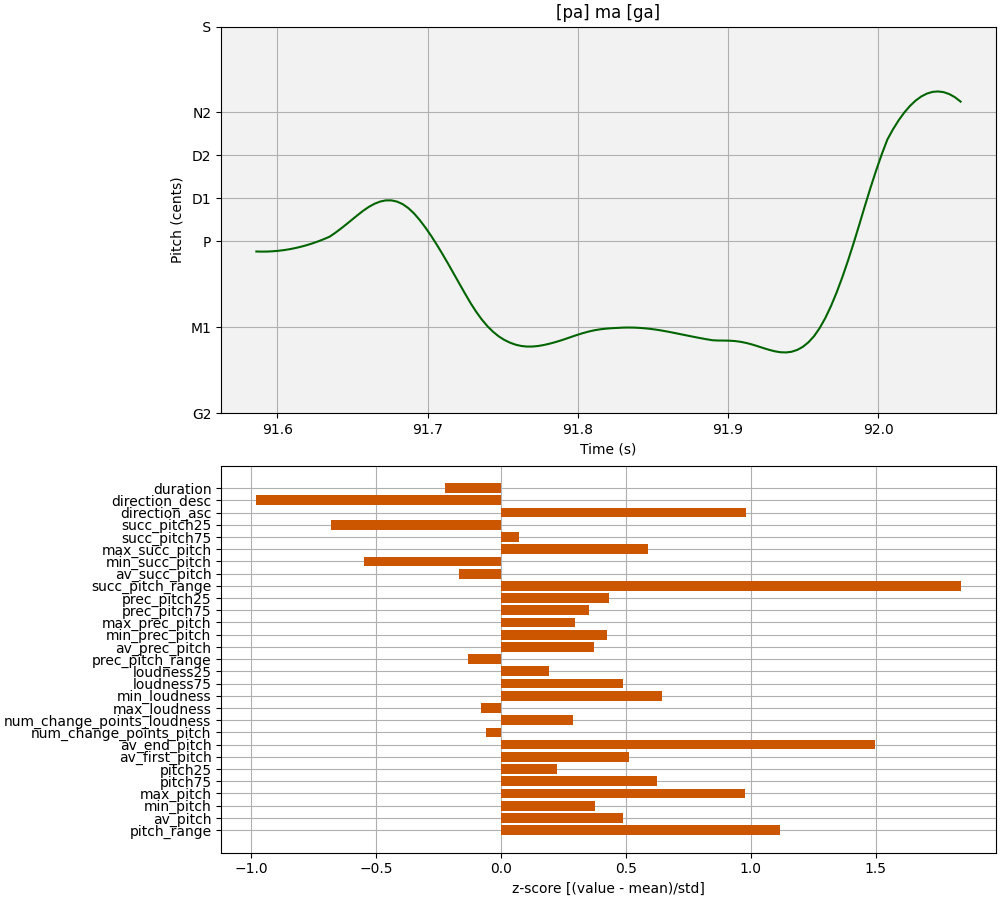 [pa] ma [ga]
S
N2
D2
D1
P
M1
G2
Pitch (cents)
91.6 91.7 91.8 91.9 92.0
Time (s)
duration
direction_desc
direction_asc
succ_pitch25
succ_pitch75
max_succ_pitch
min_succ_pitch
av_succ_pitch
succ_pitch_range
prec_pitch25
prec_pitch75
max_prec_pitch
min_prec_pitch
av_prec_pitch
prec_pitch_range
loudness25
loudness75
min_loudness
max_loudness
num_change_points_loudness
num_change_points_pitch
av_end_pitch
av_first_pitch
pitch25
pitch75
max_pitch
min_pitch
av_pitch
pitch_range
−1.0 −0.5 0.0 0.5 1.0 1.5
z-score [(value - mean)/std]